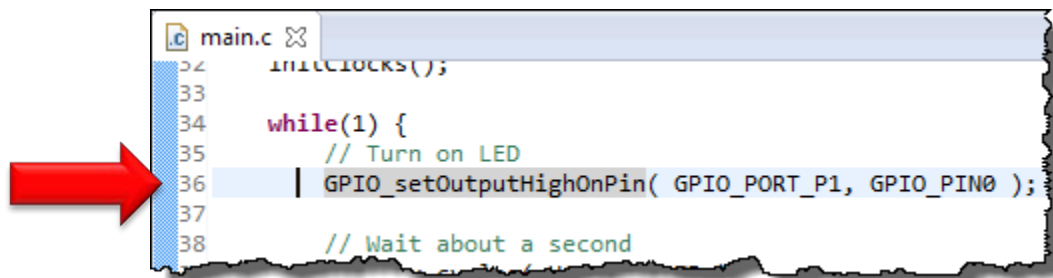 .c main.c
32 initClocks();
33
34 while(1) {
35 // Turn on LED
36 GPIO_setOutputHighOnPin( GPIO_PORT_P1, GPIO_PIN0 );
37
38 // Wait about a second